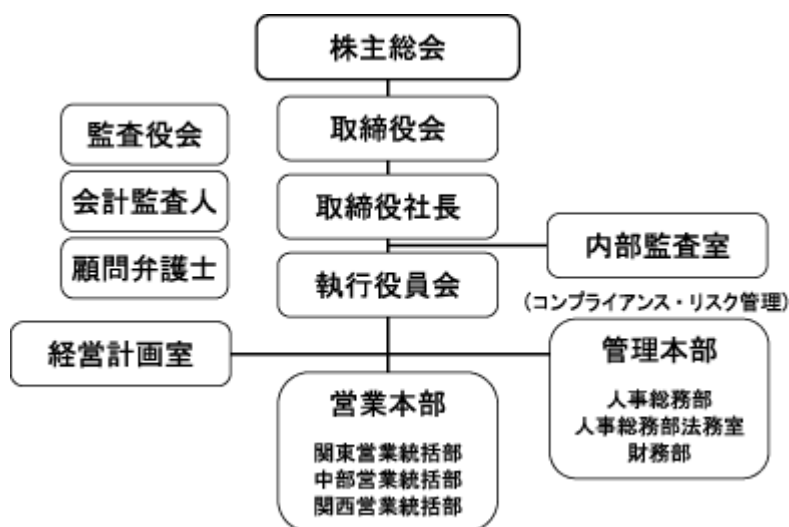 株主総会
取締役会
監査役会
取締役社長
会計監査人
内部監査室
顧問弁護士
執行役員会
(コンプライアンス・リスク管理)
経営計画室
管理本部
人事総務部
人事総務部法務室
財務部
営業本部
関東営業統括部
中部営業統括部
関西営業統括部